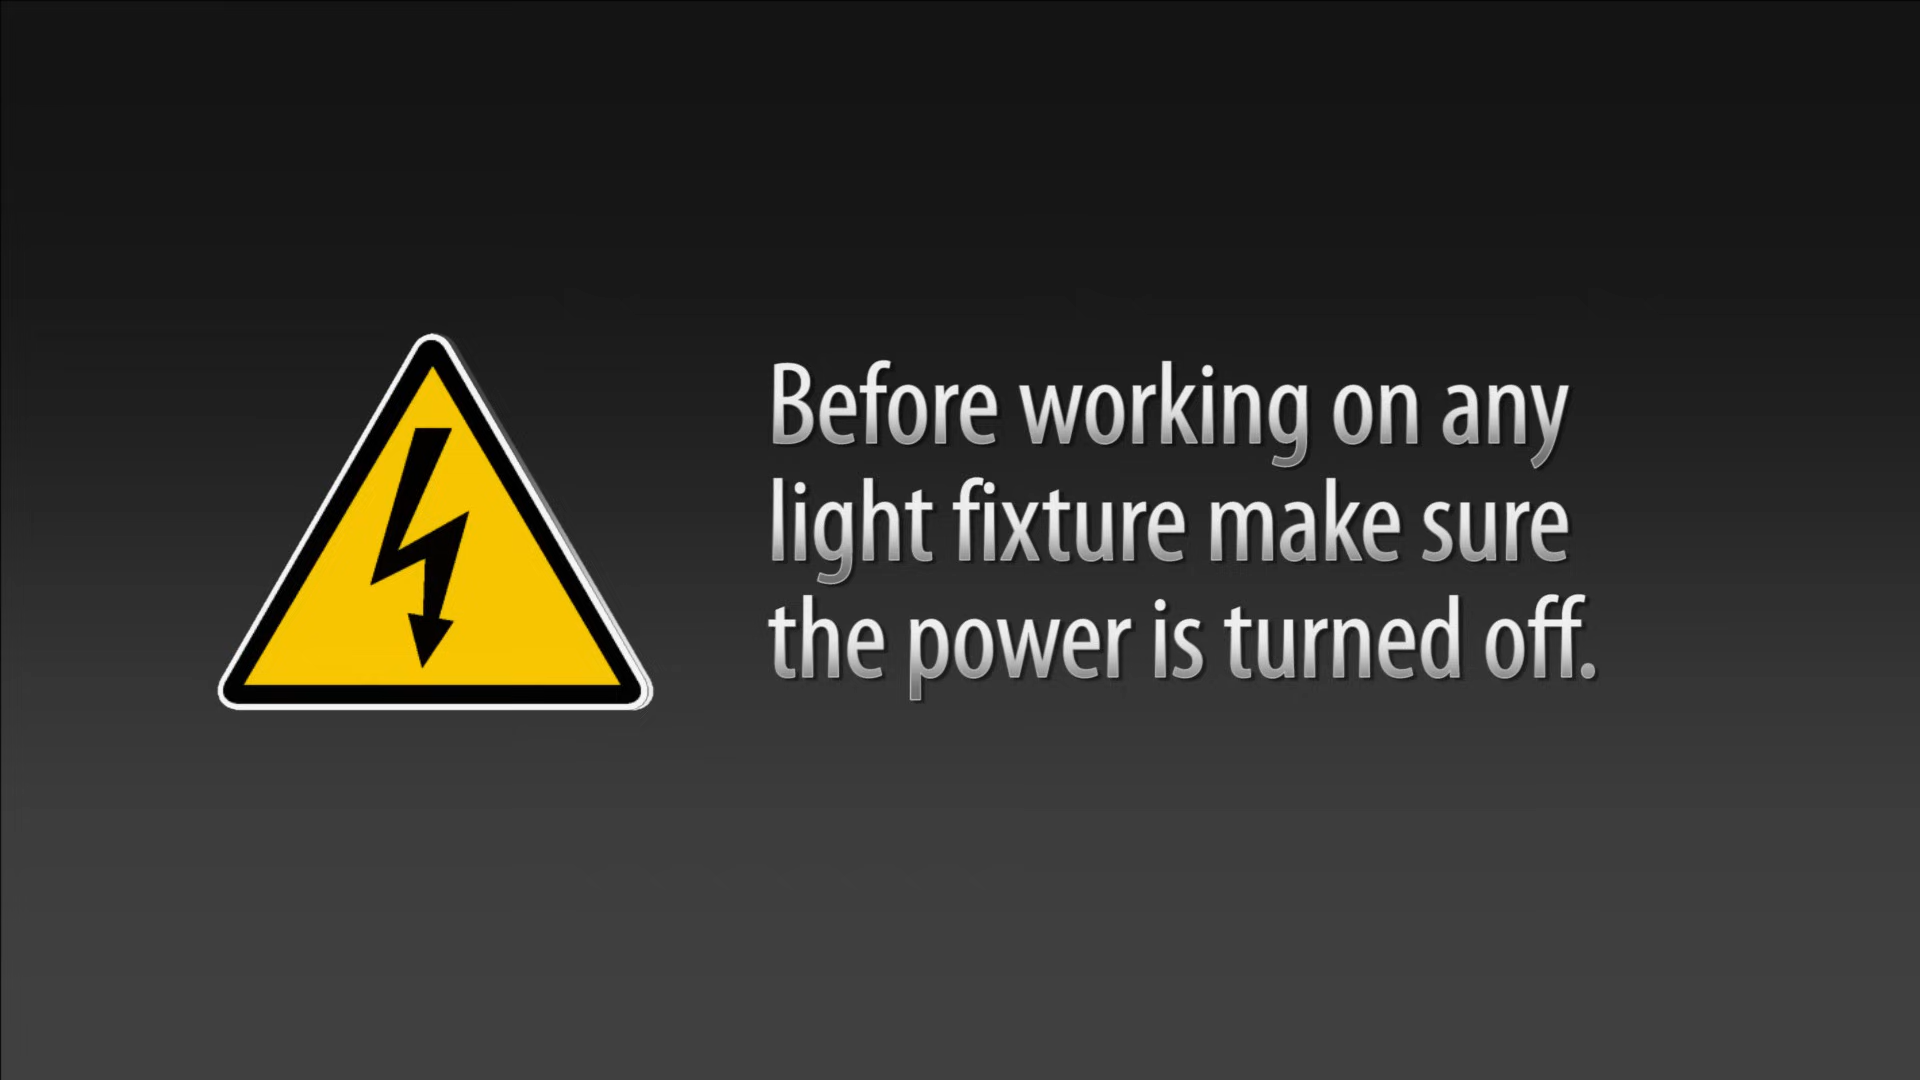 Before working on any
light fixture make sure
the power is turned off.